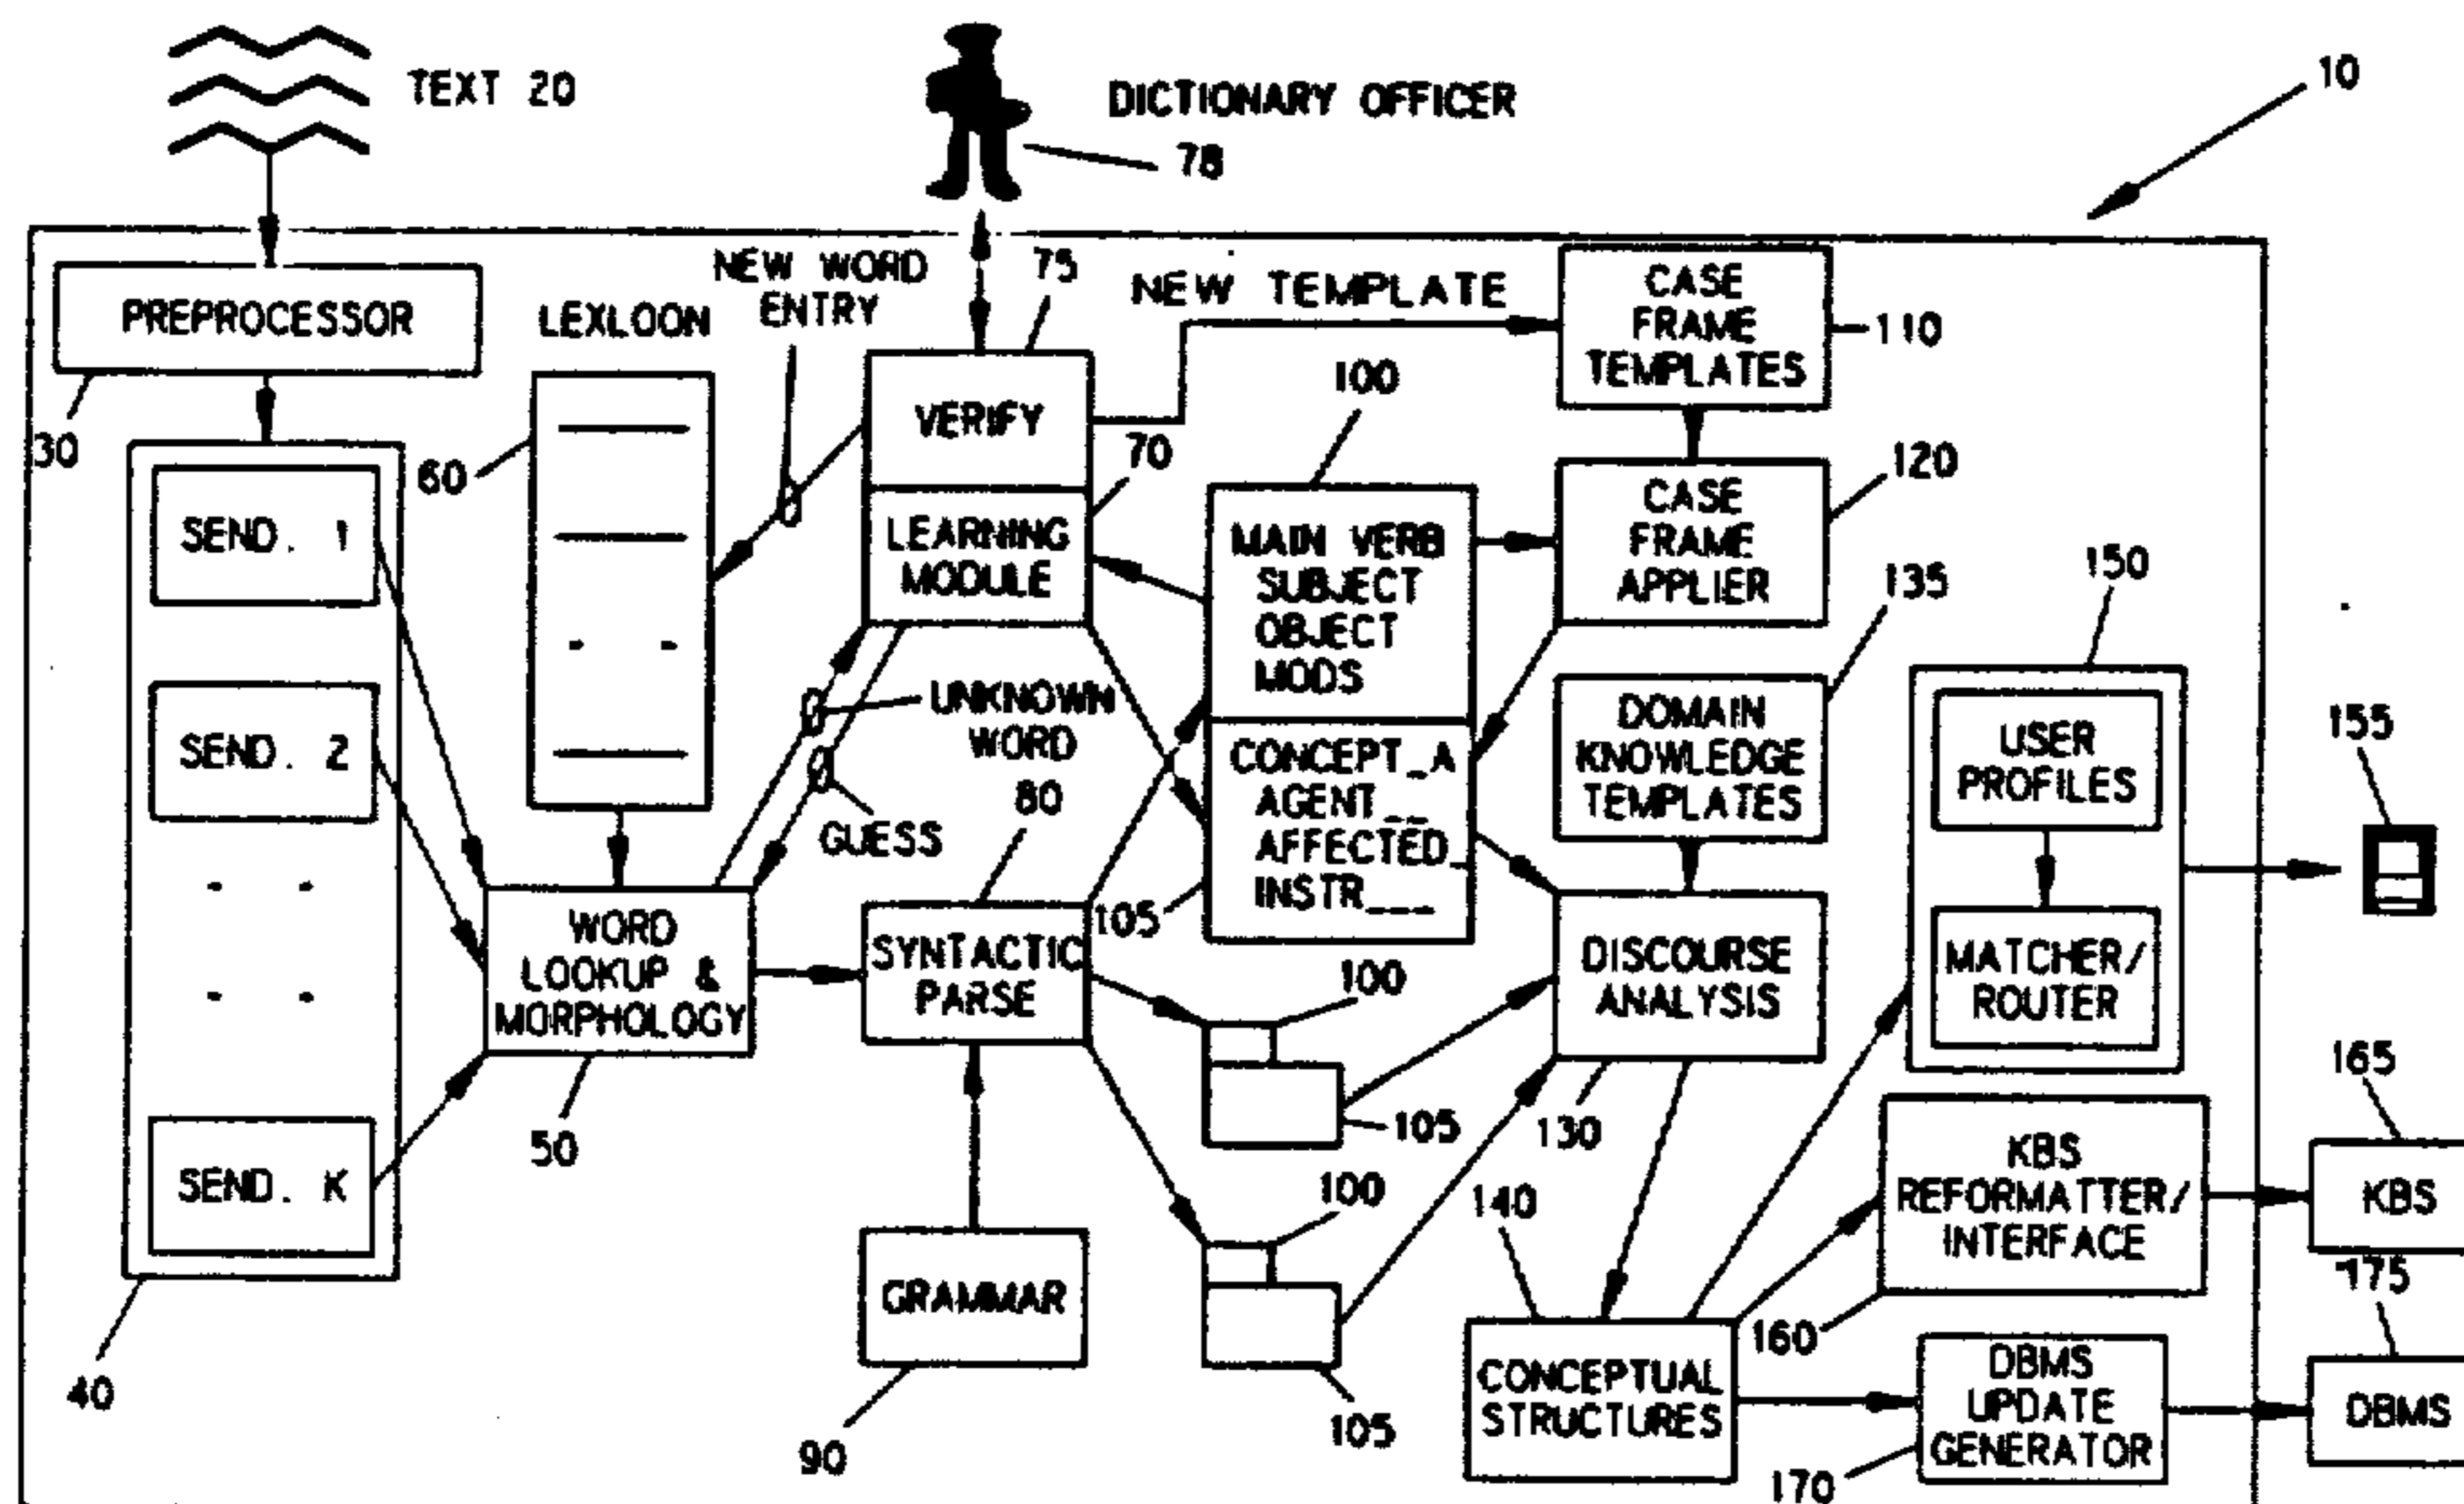 TEXT 20
DICTIONARY OFFICER
78
10
PREPROCESSOR
30
LEXLOON
60
NEW WORD
ENTRY
75
NEW TEMPLATE
CASE
FRAME
TEMPLATES
110
VERIFY
70
LEARNING
MODULE
100
MAIN VERB
SUBJECT
OBJECT
MODS
CASE
FRAME
APPLIER
120
135
150
SEND. 1
SEND. 2
SEND. K
40
UNKNOWN
WORD
GUESS
80
CONCEPT_A
AGENT__
AFFECTED_
INSTR___
105
DOMAIN
KNOWLEDGE
TEMPLATES
USER
PROFILES
MATCHER/
ROUTER
155
WORD
LOOKUP &
MORPHOLOGY
50
SYNTACTIC
PARSE
100
105
DISCOURSE
ANALYSIS
130
GRAMMAR
90
100
105
140
CONCEPTUAL
STRUCTURES
KBS
REFORMATTER/
INTERFACE
160
165
KBS
175
DBMS
UPDATE
GENERATOR
170
DBMS